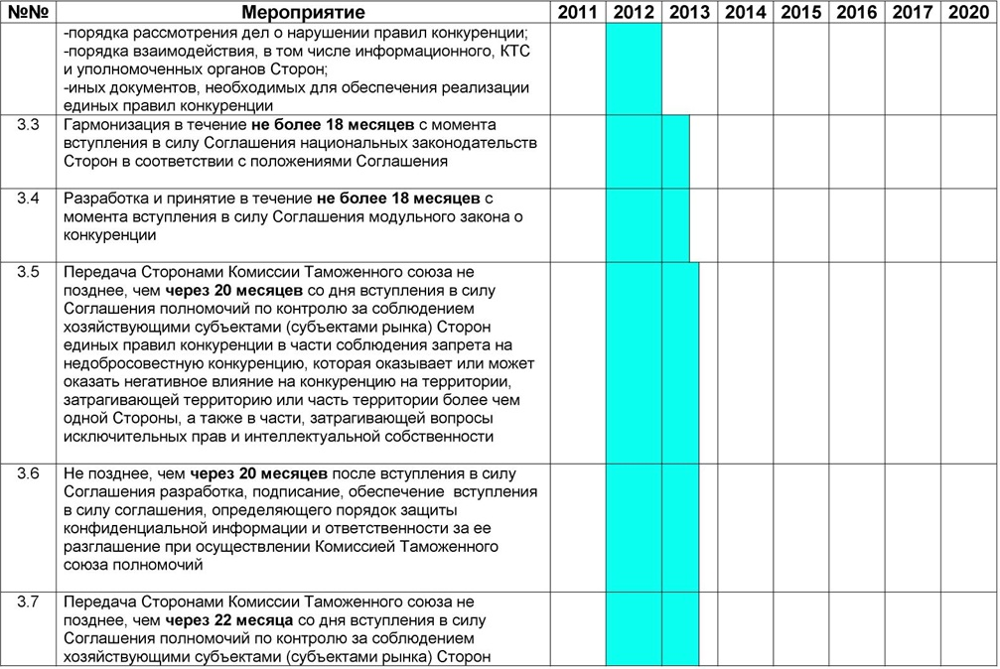 №№ Мероприятие 2011 2012 2013 2014 2015 2016 2017 2020
-порядка рассмотрения дел о нарушении правил конкуренции;
-порядка взаимодействия, в том числе информационного, КТС
и уполномоченных органов Сторон;
-иных документов, необходимых для обеспечения реализации
единых правил конкуренции
3.3 Гармонизация в течение не более 18 месяцев с момента
вступления в силу Соглашения национальных законодательств
Сторон в соответствии с положениями Соглашения
3.4 Разработка и принятие в течение не более 18 месяцев с
момента вступления в силу Соглашения модульного закона о
конкуренции
3.5 Передача Сторонами Комиссии Таможенного союза не
позднее, чем через 20 месяцев со дня вступления в силу
Соглашения полномочий по контролю за соблюдением
хозяйствующими субъектами (субъектами рынка) Сторон
единых правил конкуренции в части соблюдения запрета на
недобросовестную конкуренцию, которая оказывает или может
оказать негативное влияние на конкуренцию на территории,
затрагивающей территорию или часть территории более чем
одной Стороны, а также в части, затрагивающей вопросы
исключительных прав и интеллектуальной собственности
3.6 Не позднее, чем через 20 месяцев после вступления в силу
Соглашения разработка, подписание, обеспечение вступления
в силу соглашения, определяющего порядок защиты
конфиденциальной информации и ответственности за ее
разглашение при осуществлении Комиссией Таможенного
союза полномочий
3.7 Передача Сторонами Комиссии Таможенного союза не
позднее, чем через 22 месяца со дня вступления в силу
Соглашения полномочий по контролю за соблюдением
хозяйствующими субъектами (субъектами рынка) Сторон